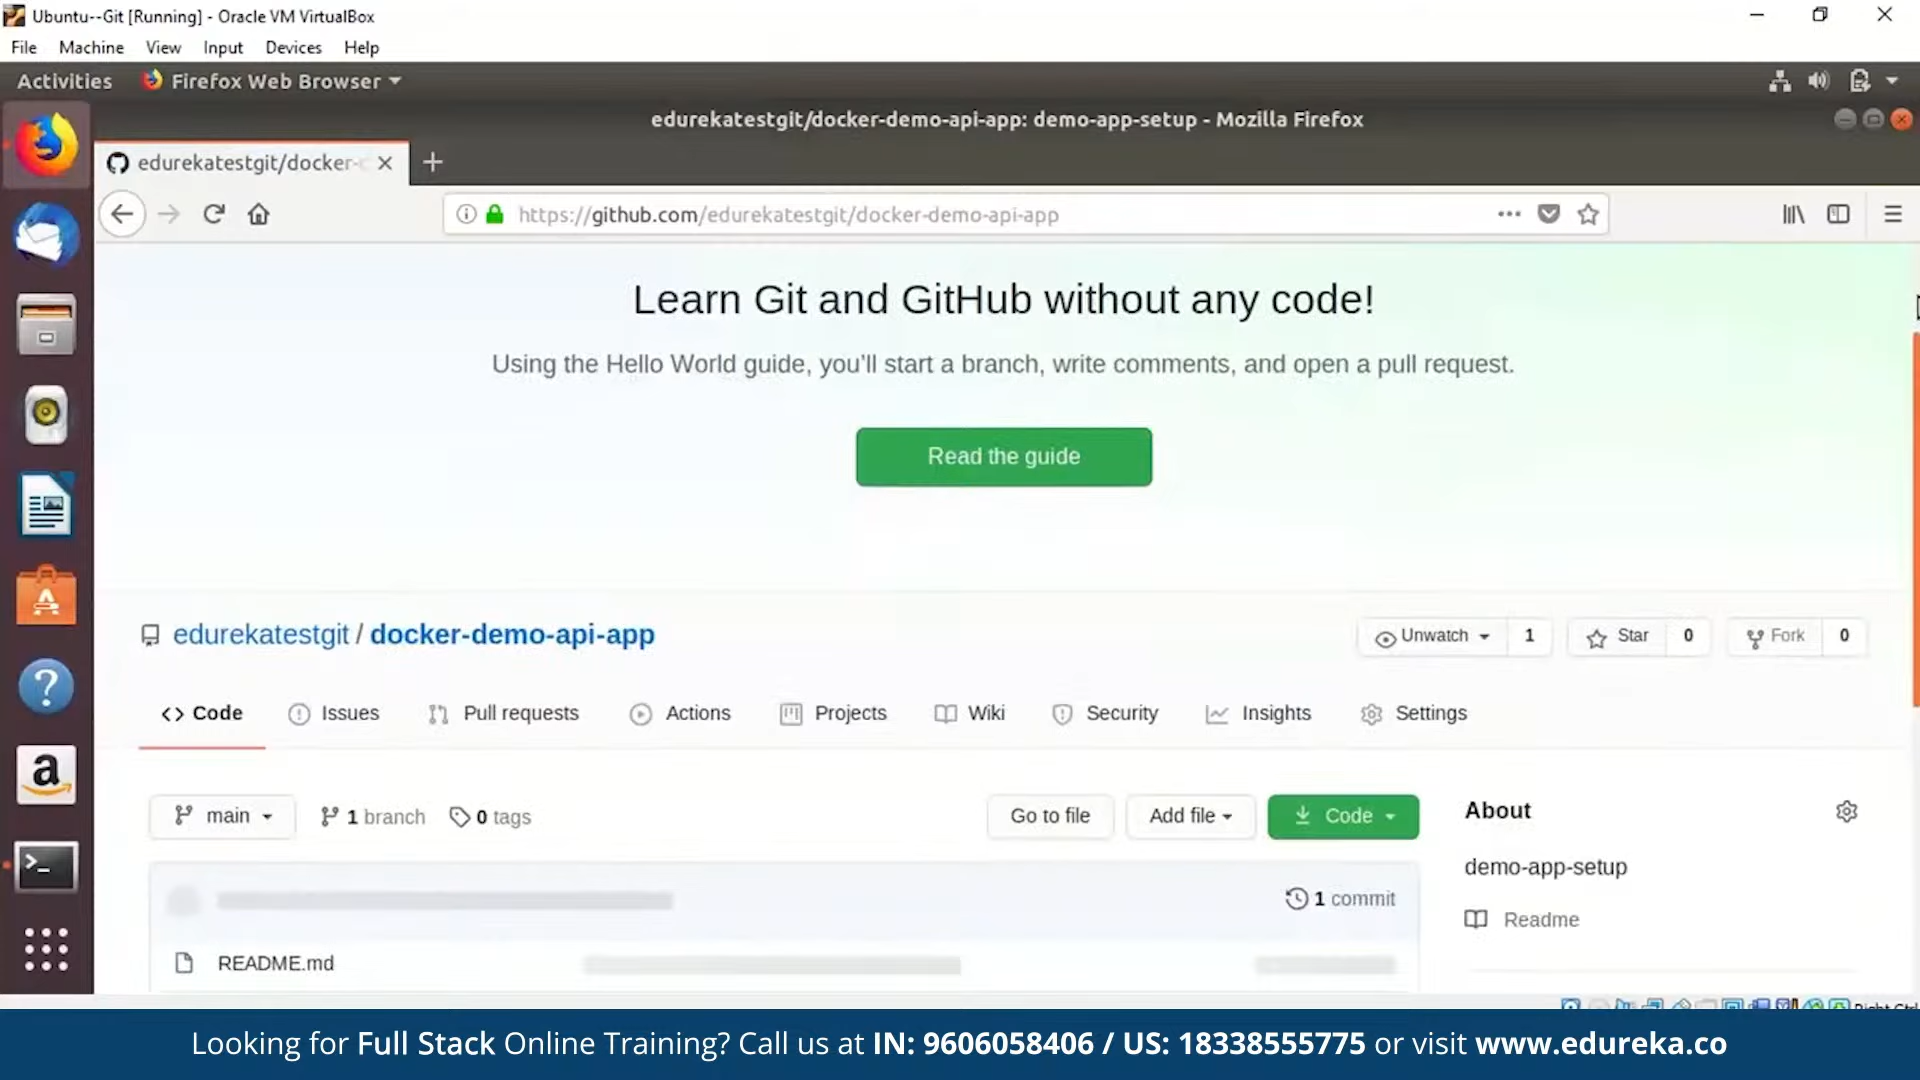 Ubuntu--Git [Running] - Oracle VM VirtualBox
File Machine View Input Devices Help
Activities Firefox Web Browser
edurekatestgit/docker-demo-api-app: demo-app-setup - Mozilla Firefox
edurekatestgit/docker-
https://github.com/edurekatestgit/docker-demo-api-app
Learn Git and GitHub without any code!
Using the Hello World guide, you'll start a branch, write comments, and open a pull request.
Read the guide
edurekatestgit / docker-demo-api-app Unwatch 1 Star 0 Fork 0
Code Issues Pull requests Actions Projects Wiki Security Insights Settings
main 1 branch 0 tags Go to file Add file Code About
demo-app-setup
1 commit
Readme
README.md
Right Ctrl
Looking for Full Stack Online Training? Call us at IN: 9606058406 / US: 18338555775 or visit www.edureka.co